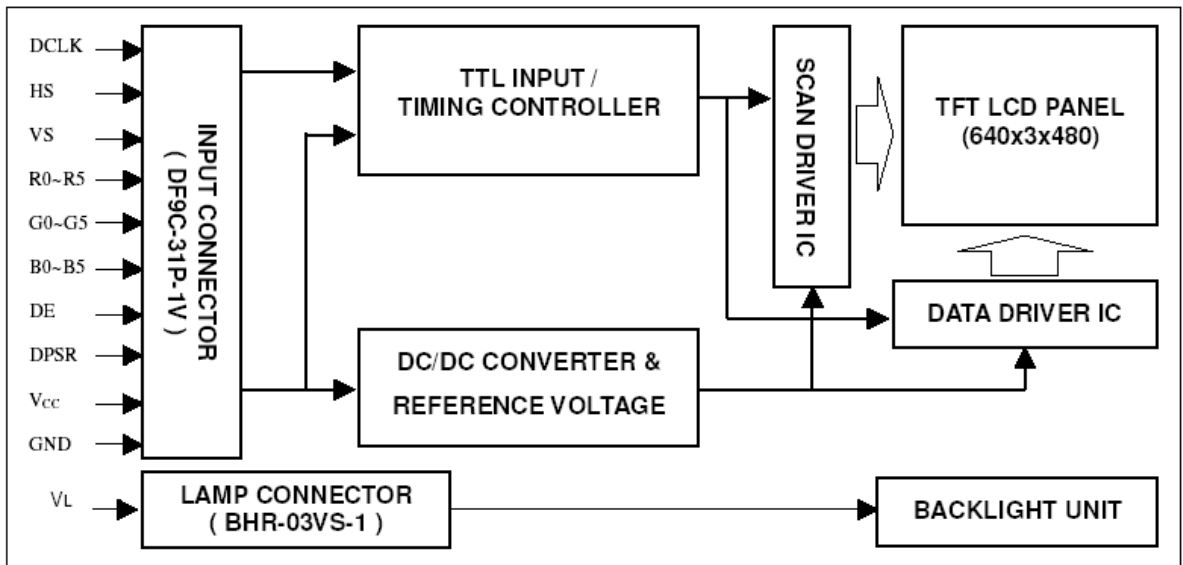 DCLK
HS
VS
R0~R5
G0~G5
B0~B5
DE
DPSR
VCC
GND
VL
INPUT CONNECTOR
( DF9C-31P-1V )
TTL INPUT /
TIMING CONTROLLER
SCAN DRIVER IC
TFT LCD PANEL
(640x3x480)
DATA DRIVER IC
DC/DC CONVERTER &
REFERENCE VOLTAGE
LAMP CONNECTOR
( BHR-03VS-1 )
BACKLIGHT UNIT